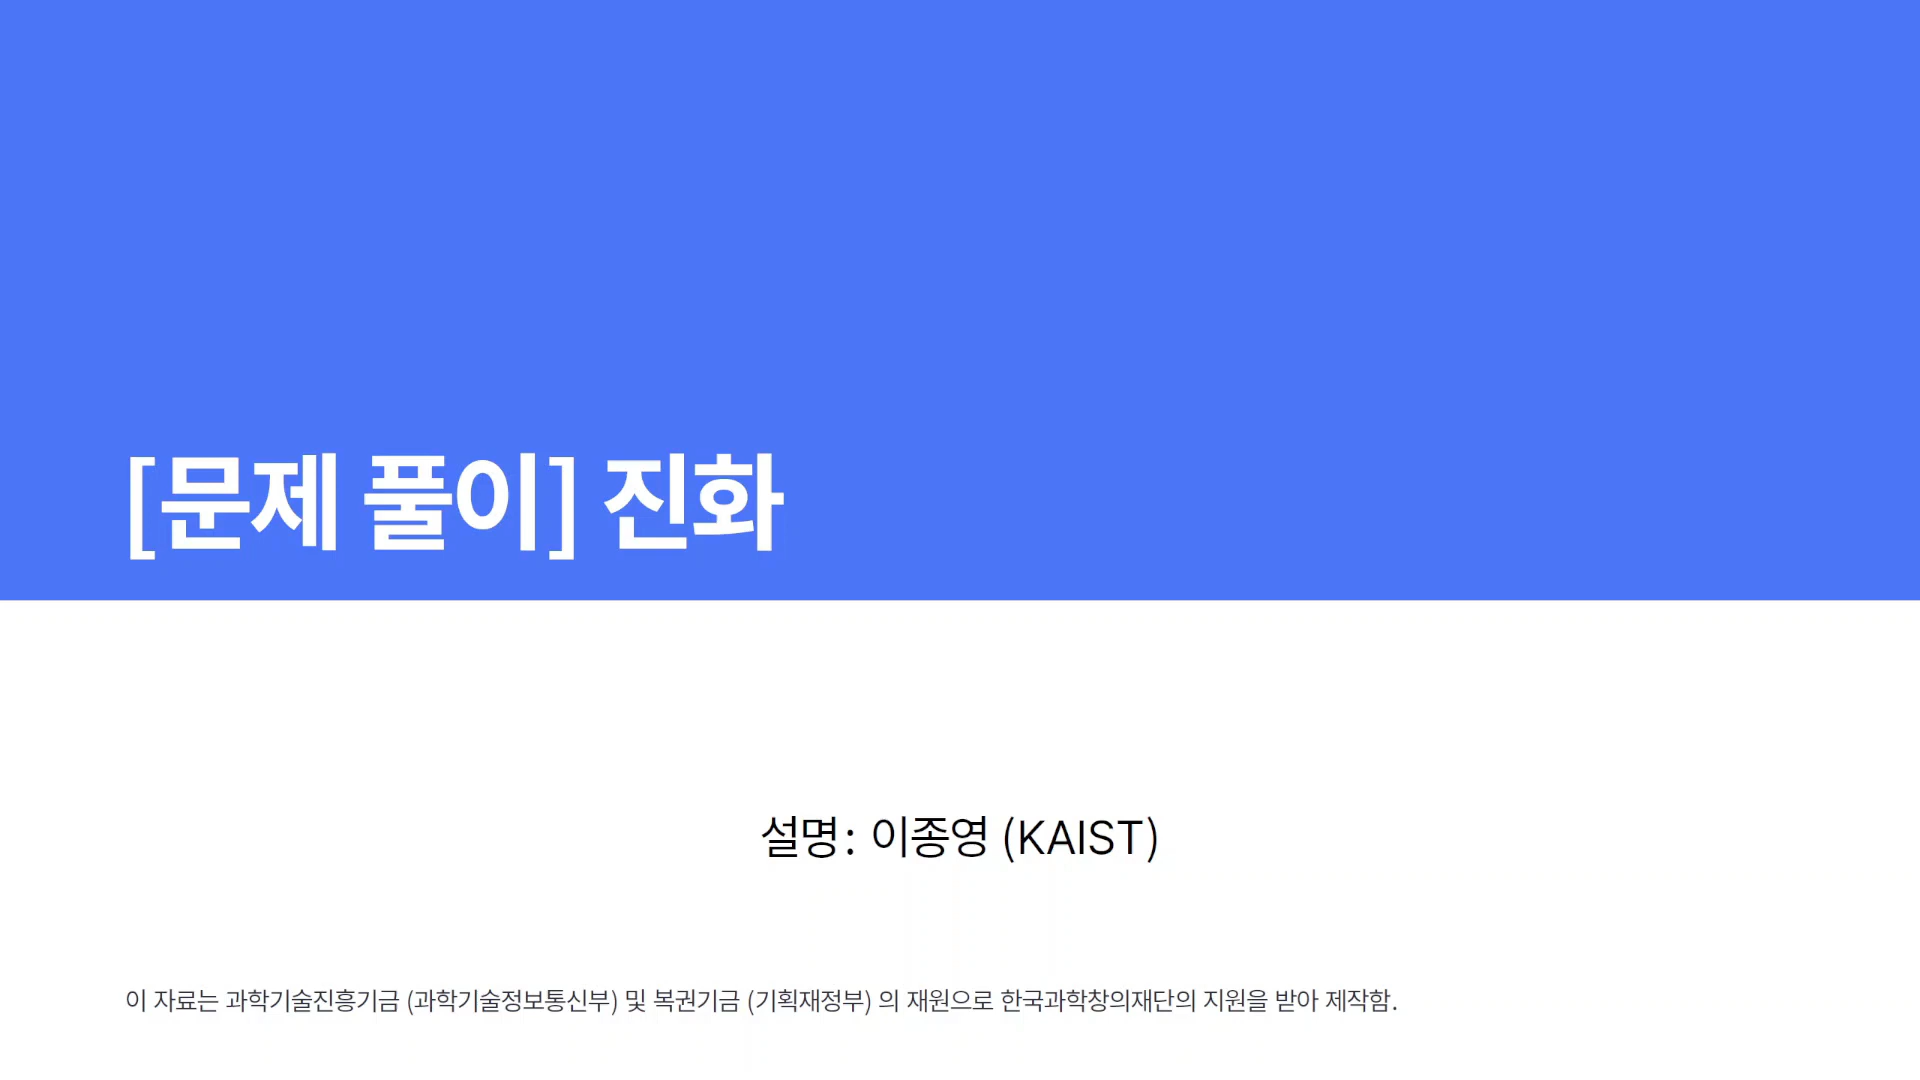 [문제 풀이] 진화
설명: 이종영 (KAIST)
이 자료는 과학기술진흥기금 (과학기술정보통신부) 및 복권기금 (기획재정부) 의 재원으로 한국과학창의재단의 지원을 받아 제작함.